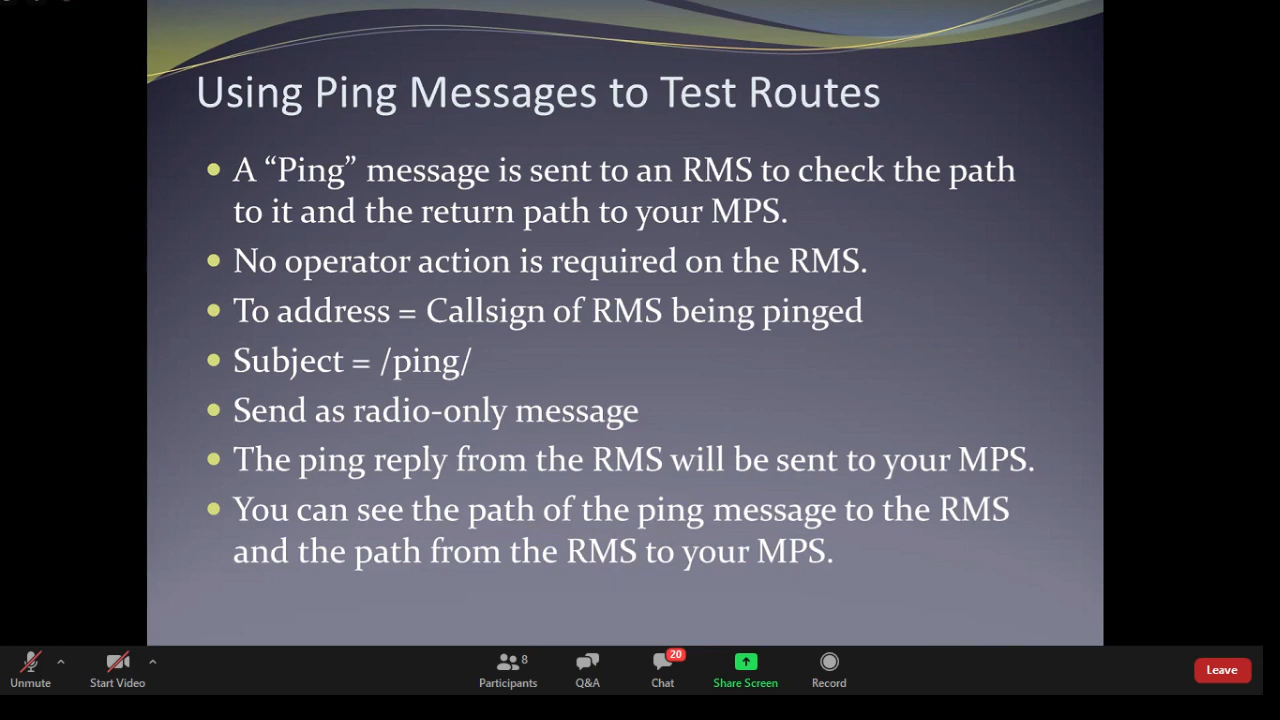 Using Ping Messages to Test Routes
A “Ping” message is sent to an RMS to check the path
to it and the return path to your MPS.
No operator action is required on the RMS.
To address = Callsign of RMS being pinged
Subject = /ping/
Send as radio-only message
The ping reply from the RMS will be sent to your MPS.
You can see the path of the ping message to the RMS
and the path from the RMS to your MPS.
8
20
Unmute
Start Video
Participants
Q&A
Chat
Share Screen
Record
Leave